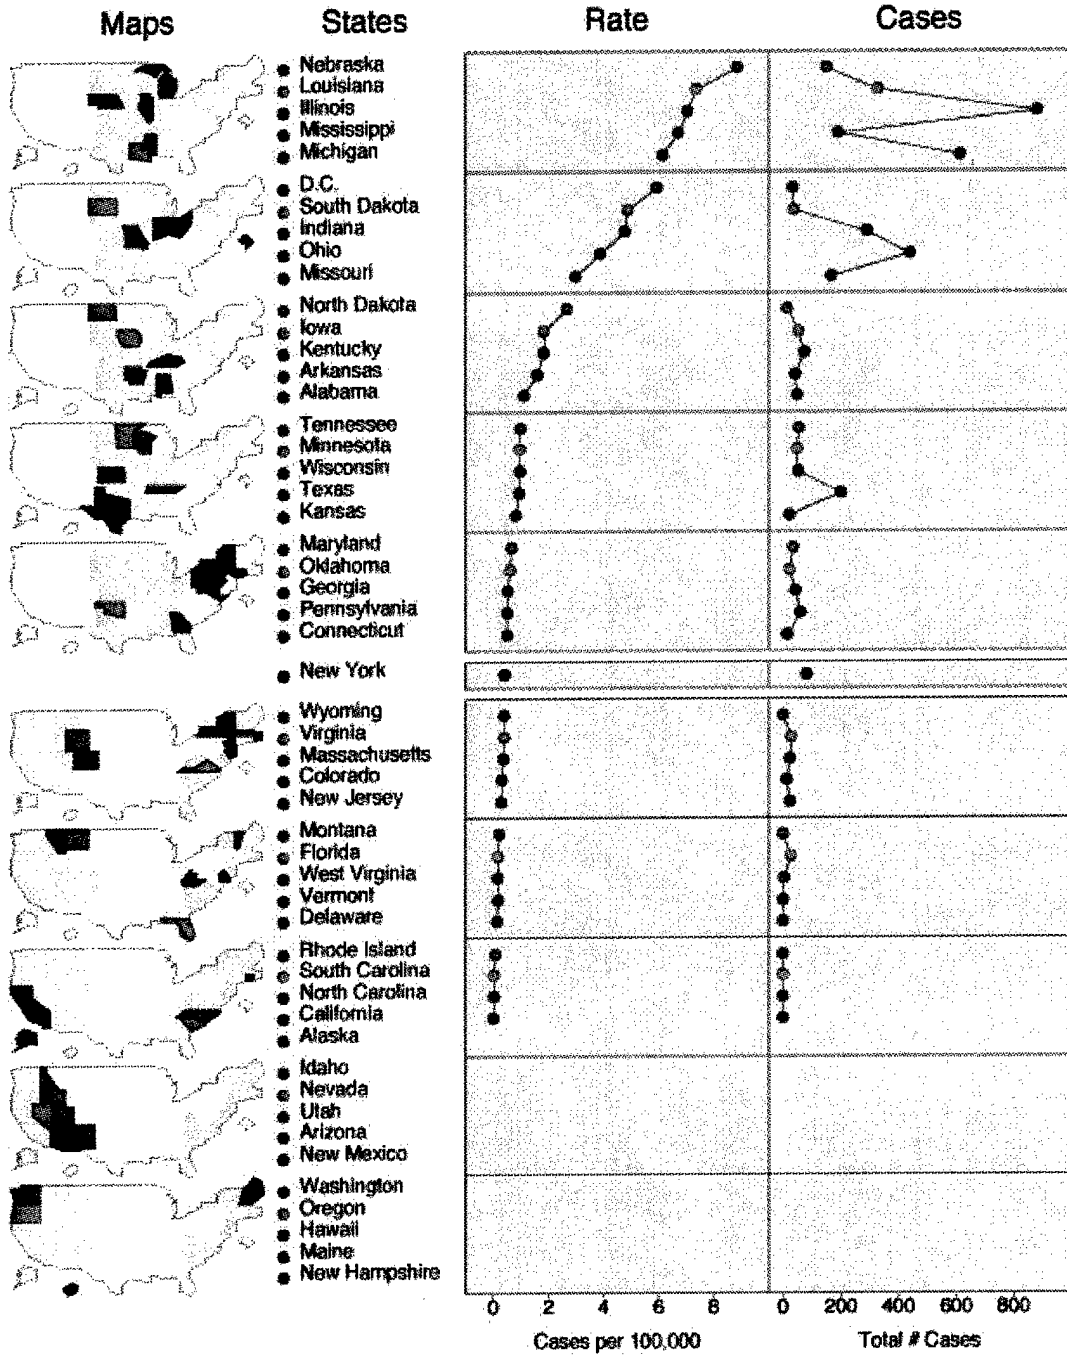 Maps States Rate Cases
Nebraska
Louisiana
Illinois
Mississippi
Michigan
D.C.
South Dakota
Indiana
Ohio
Missouri
North Dakota
Iowa
Kentucky
Arkansas
Alabama
Tennessee
Minnesota
Wisconsin
Texas
Kansas
Maryland
Oklahoma
Georgia
Pennsylvania
Connecticut
New York
Wyoming
Virginia
Massachusetts
Colorado
New Jersey
Montana
Florida
West Virginia
Vermont
Delaware
Rhode Island
South Carolina
North Carolina
California
Alaska
Idaho
Nevada
Utah
Arizona
New Mexico
Washington
Oregon
Hawaii
Maine
New Hampshire
0 2 4 6 8 0 200 400 600 800
Cases per 100,000 Total # Cases